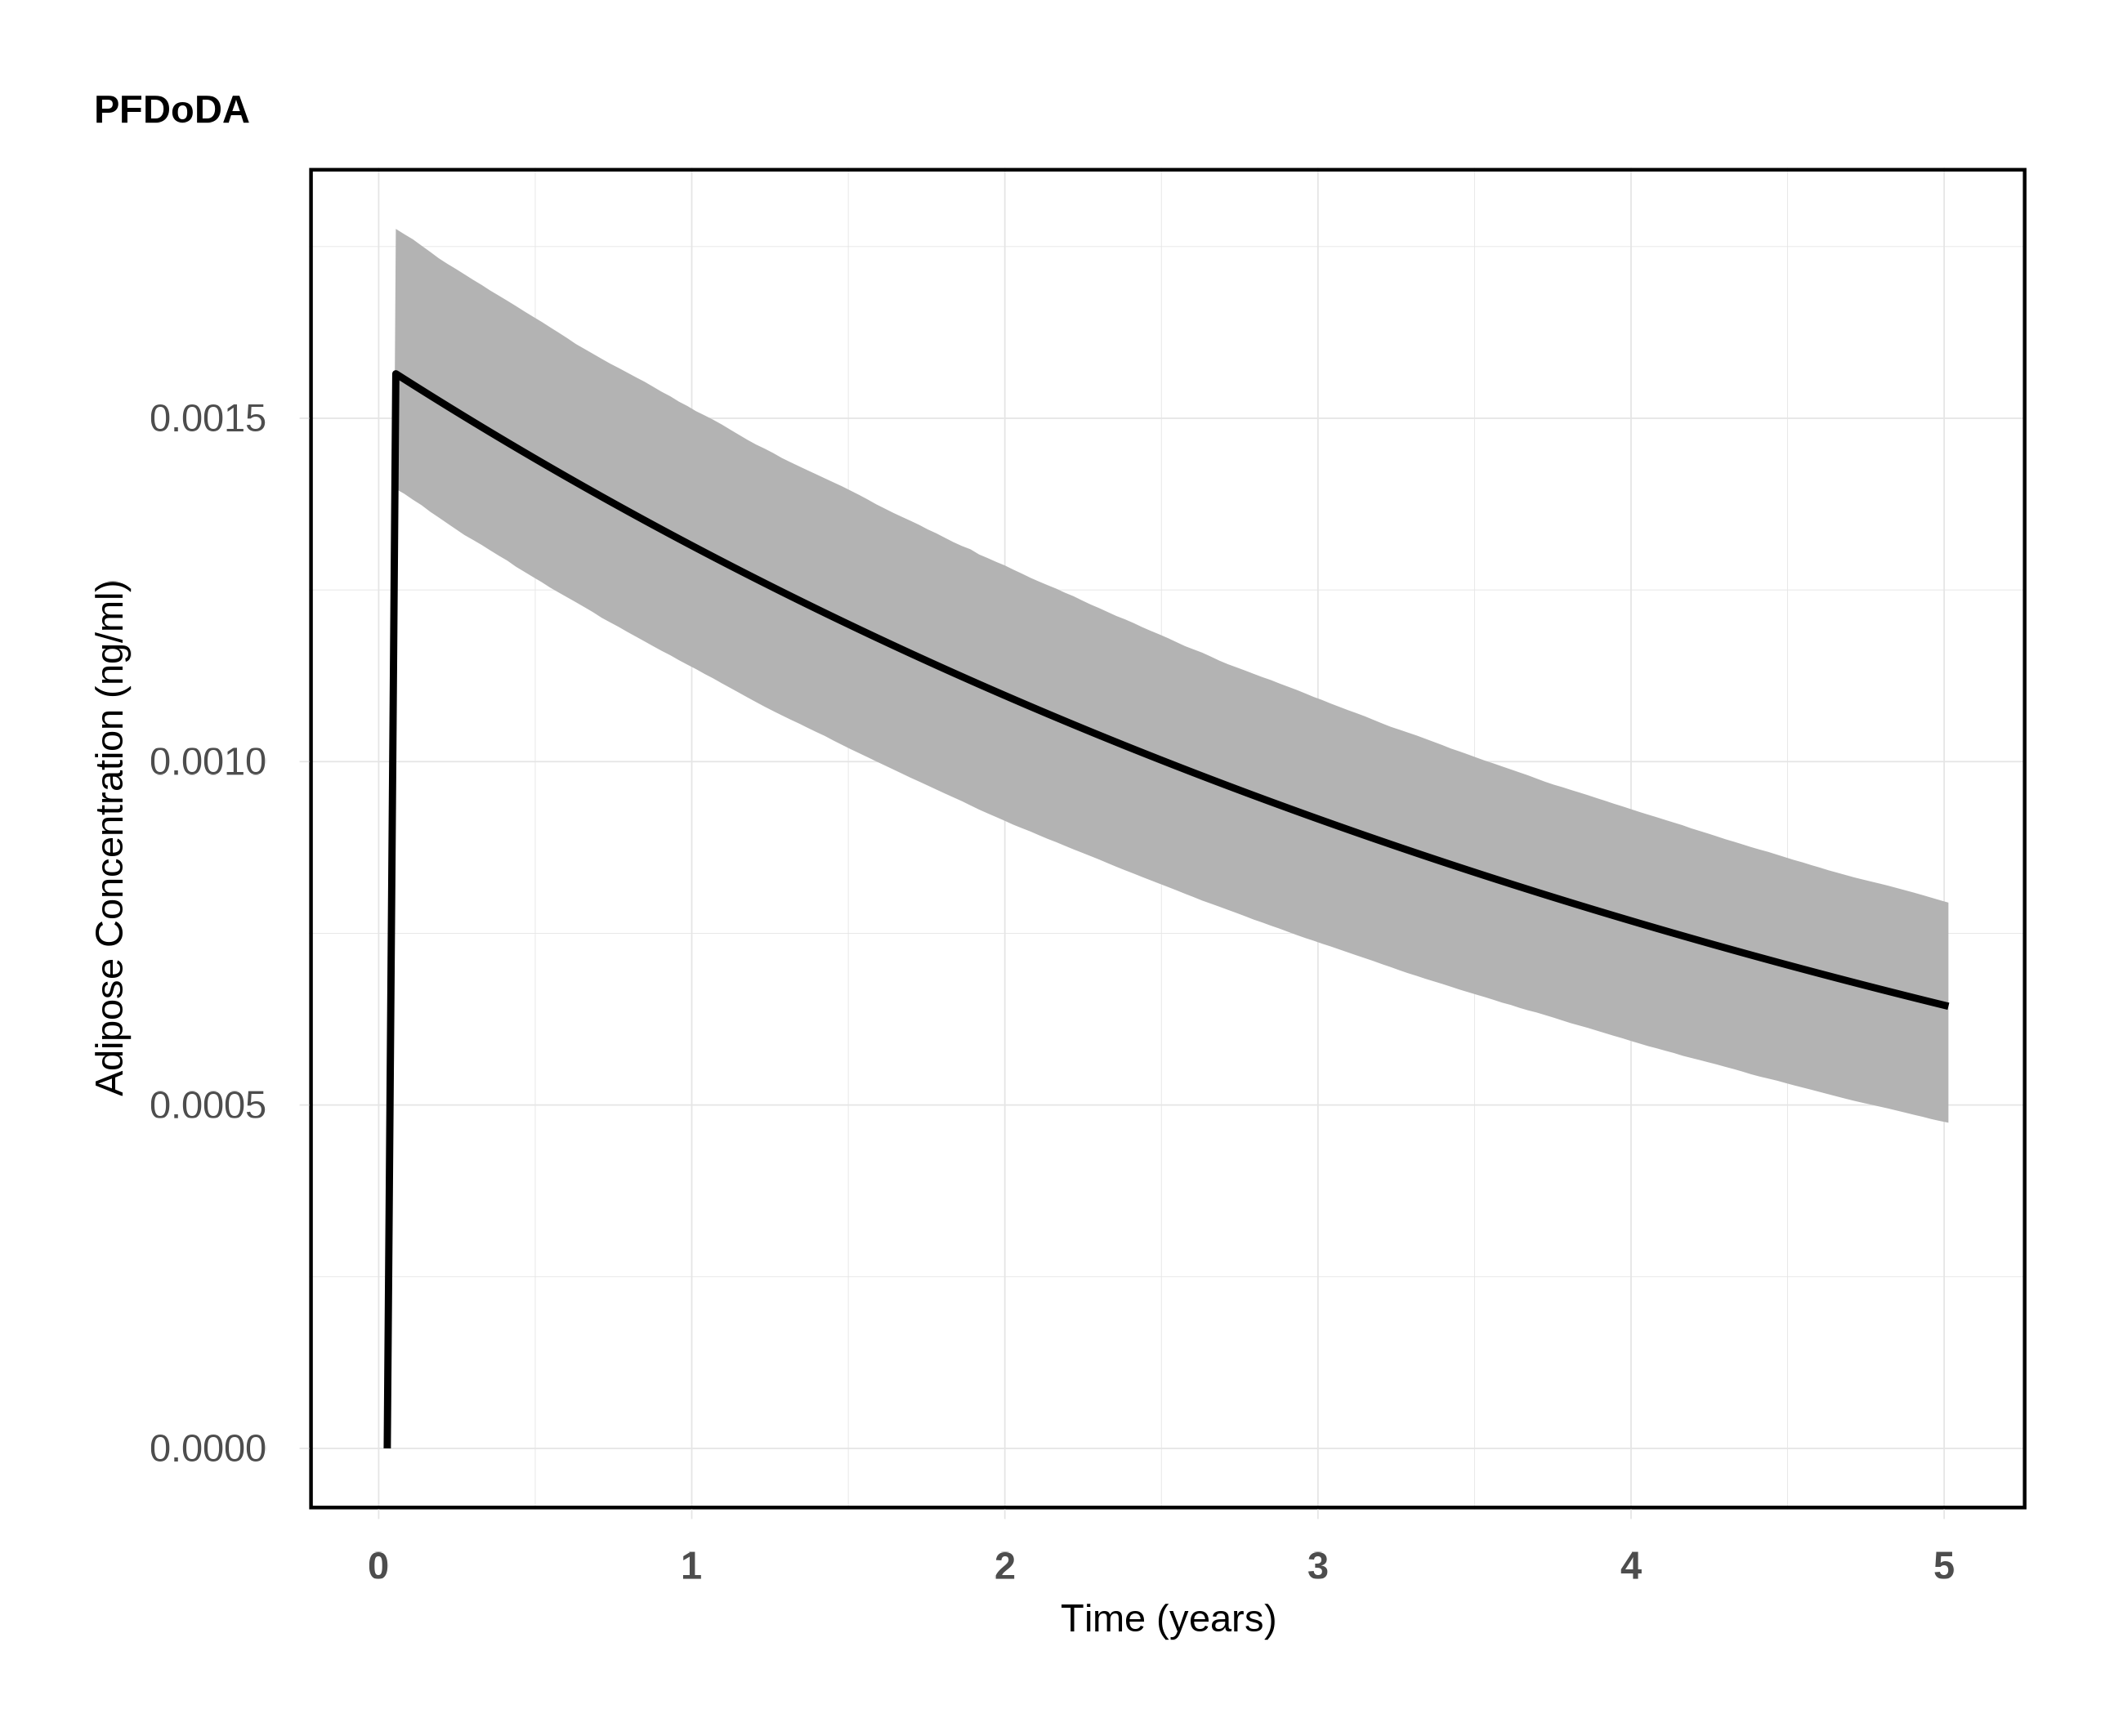 PFDoDA
Adipose Concentration (ng/ml)
0.0015
0.0010
0.0005
0.0000
0 1 2 3 4 5
Time (years)